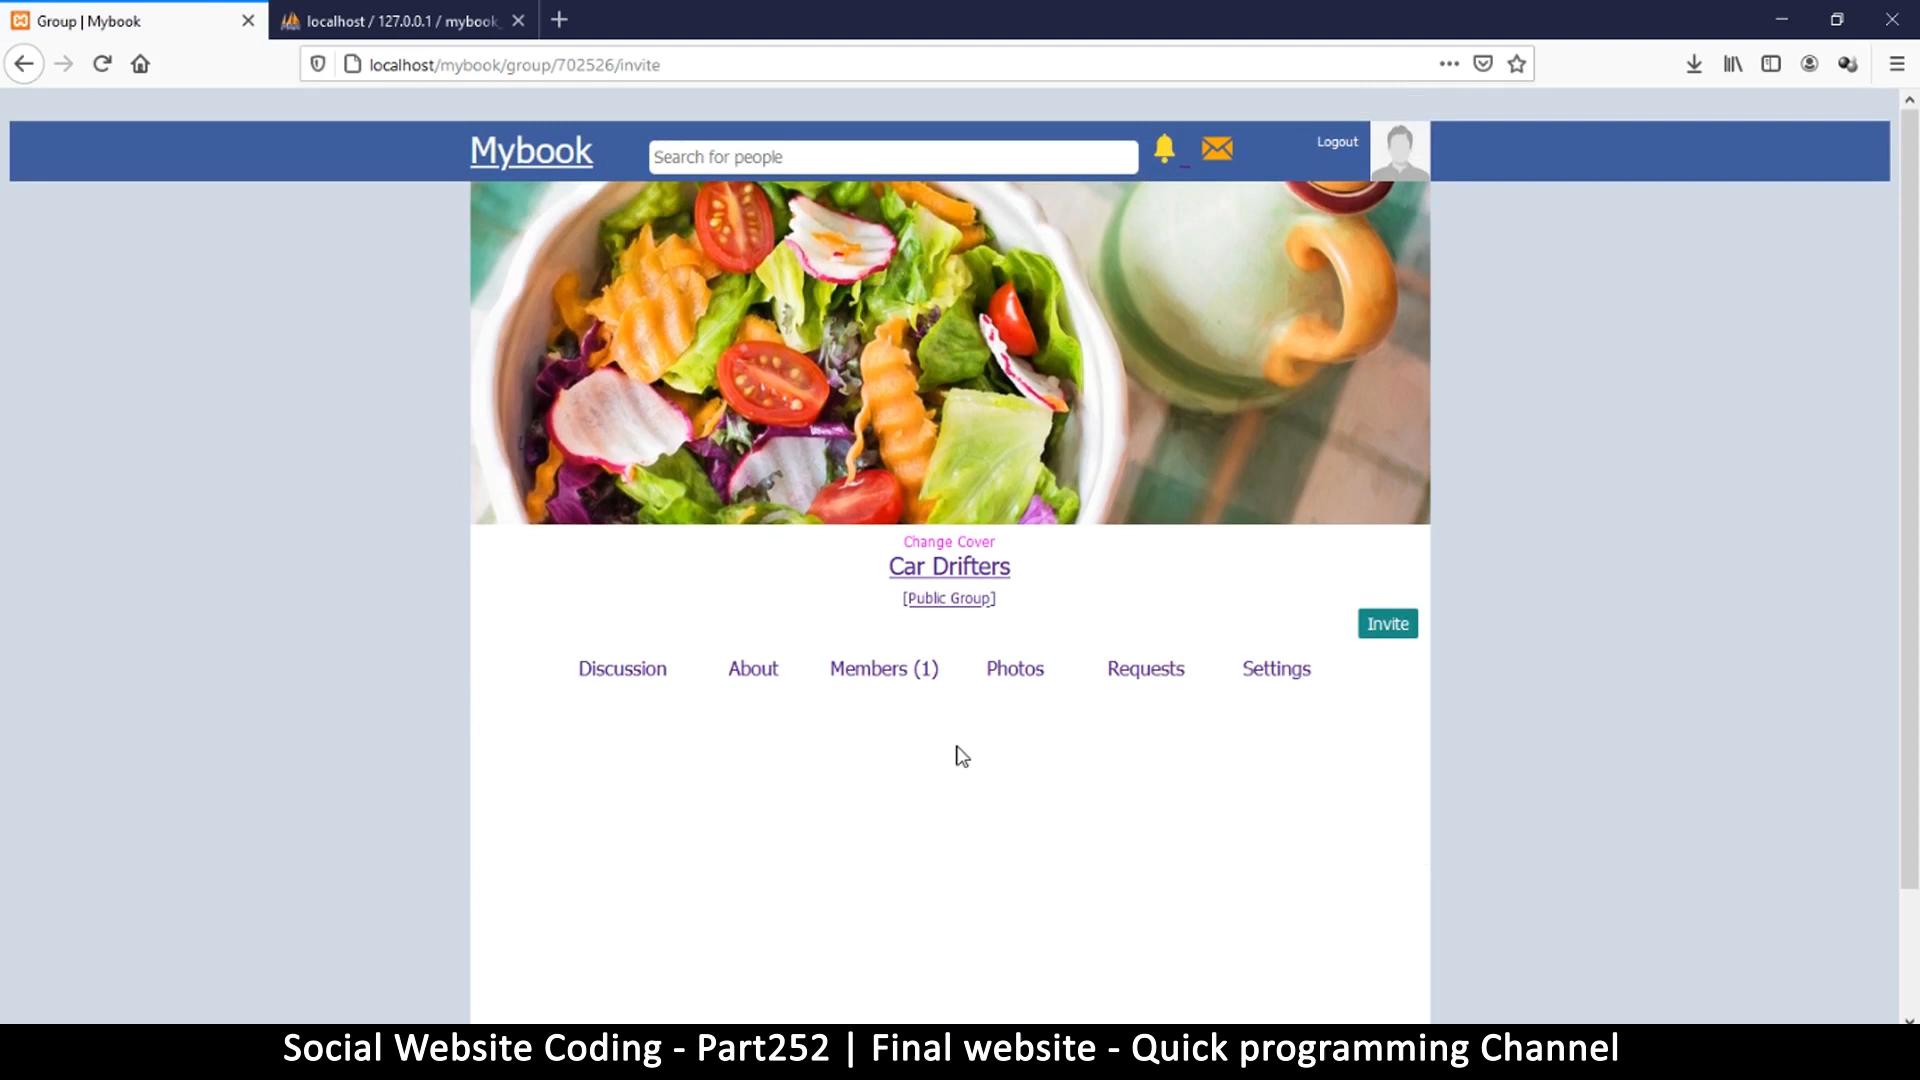 Group | Mybook
localhost / 127.0.0.1 / mybook
localhost/mybook/group/702526/invite
Mybook
Search for people
Logout
Change Cover
Car Drifters
[Public Group]
Invite
Discussion About Members (1) Photos Requests Settings
Social Website Coding - Part252 | Final website - Quick programming Channel